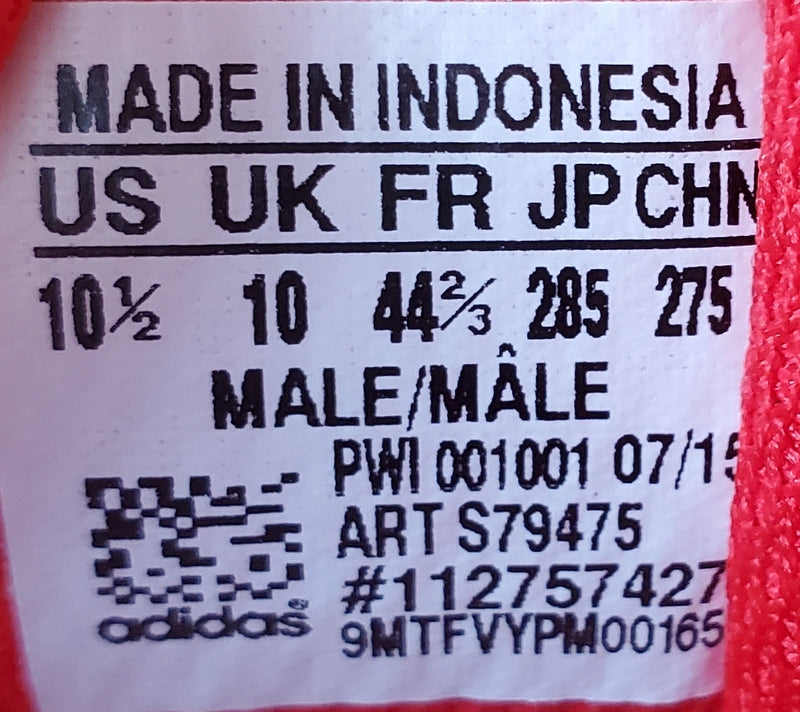 MADE IN INDONESIA
US UK FR JP CHN
10½ 10 44⅔ 285 275
MALE/MÂLE
PWI 001001 07/15
ART S79475
#112757427
9MTFVYPM00165
adidas®